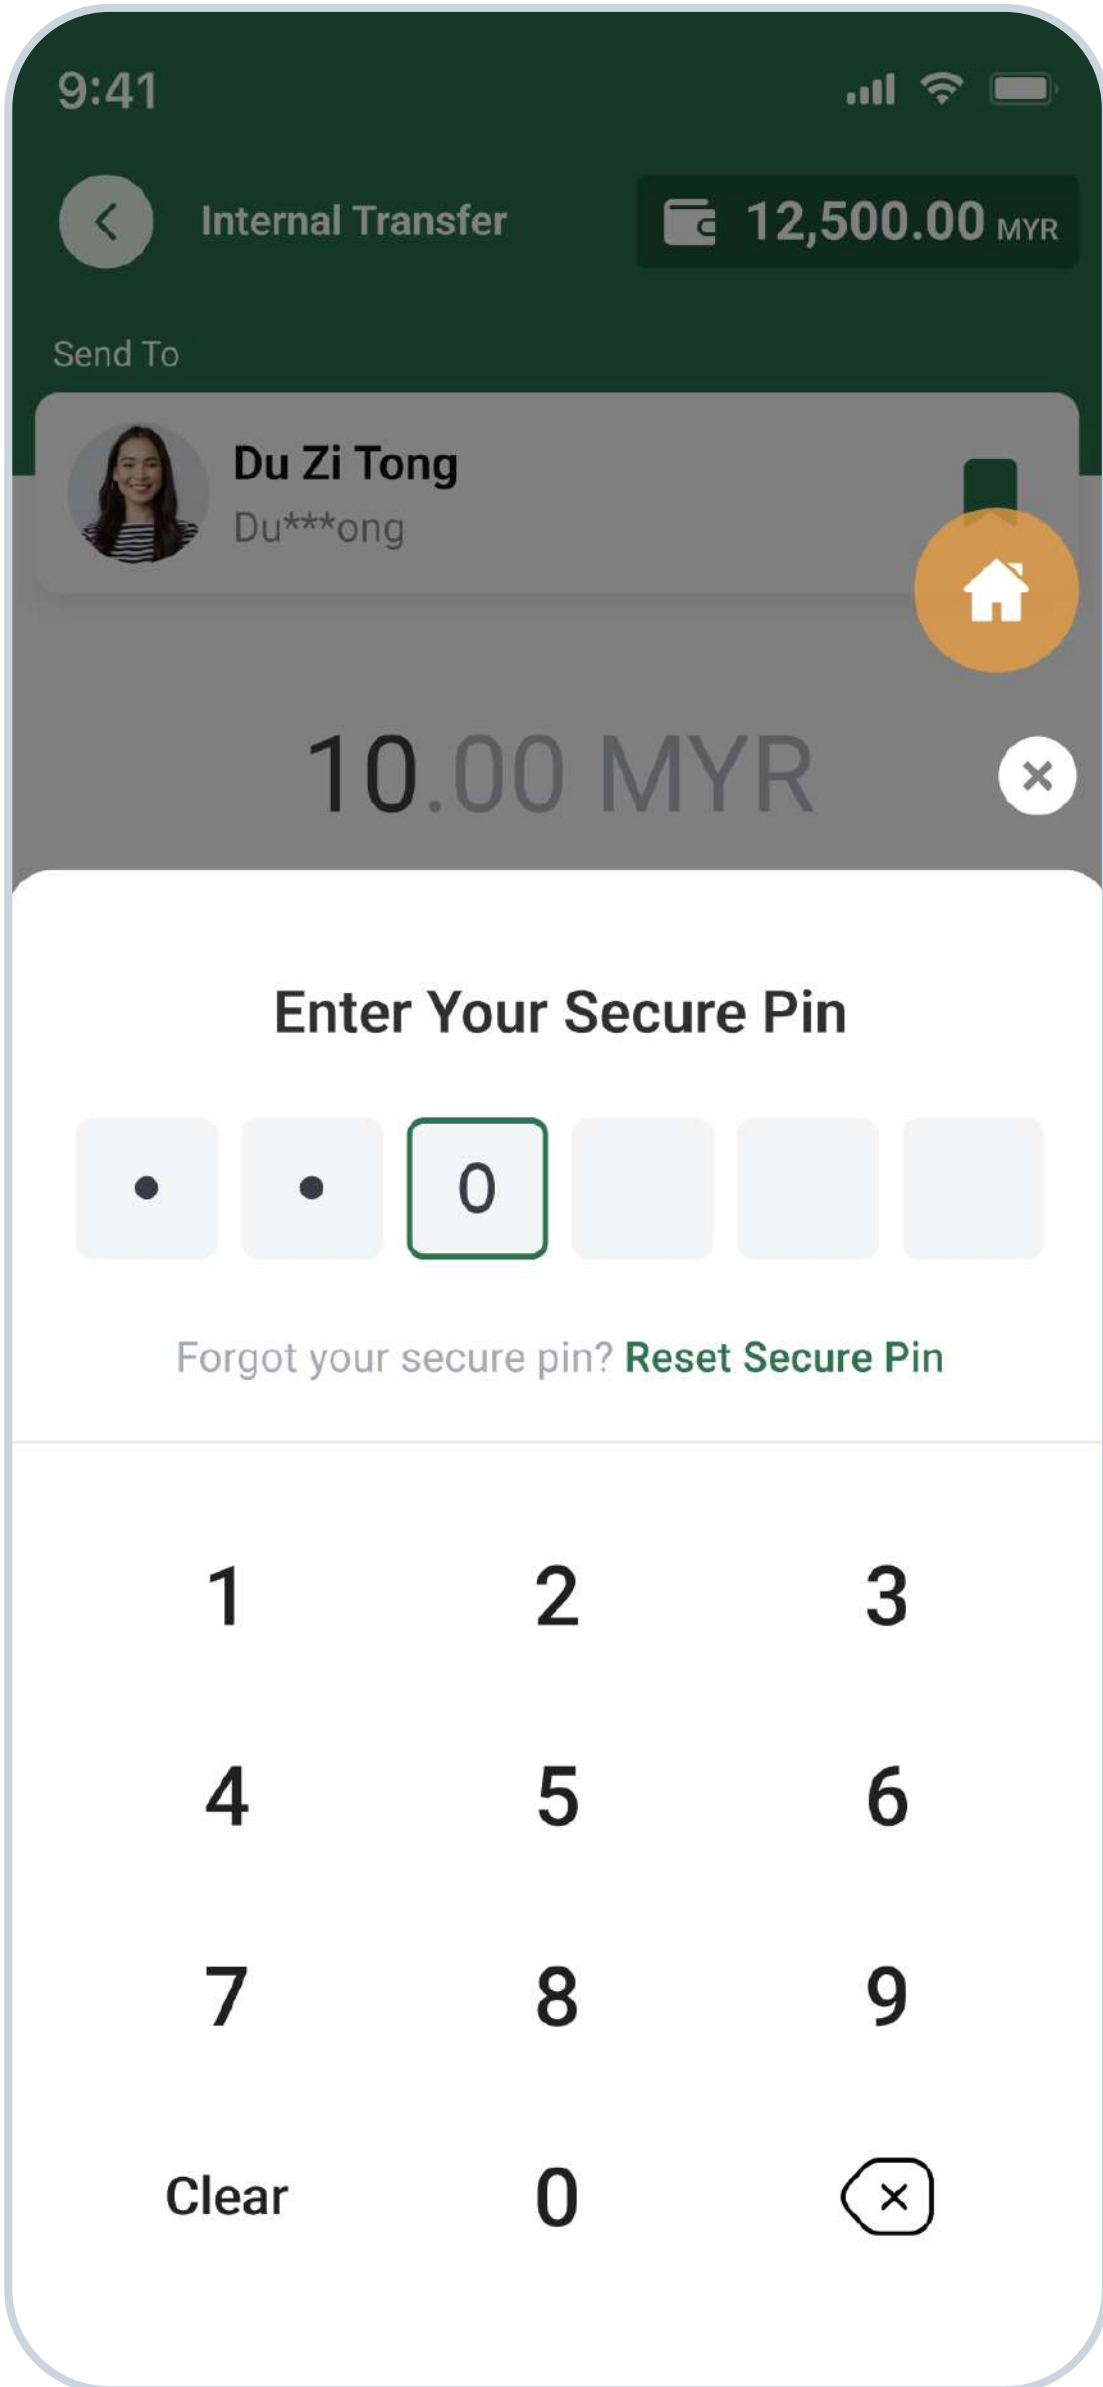 9:41
Internal Transfer
12,500.00 MYR
Send To
Du Zi Tong
Du***ong
10.00 MYR
Enter Your Secure Pin
0
Forgot your secure pin? Reset Secure Pin
1 2 3
4 5 6
7 8 9
Clear 0